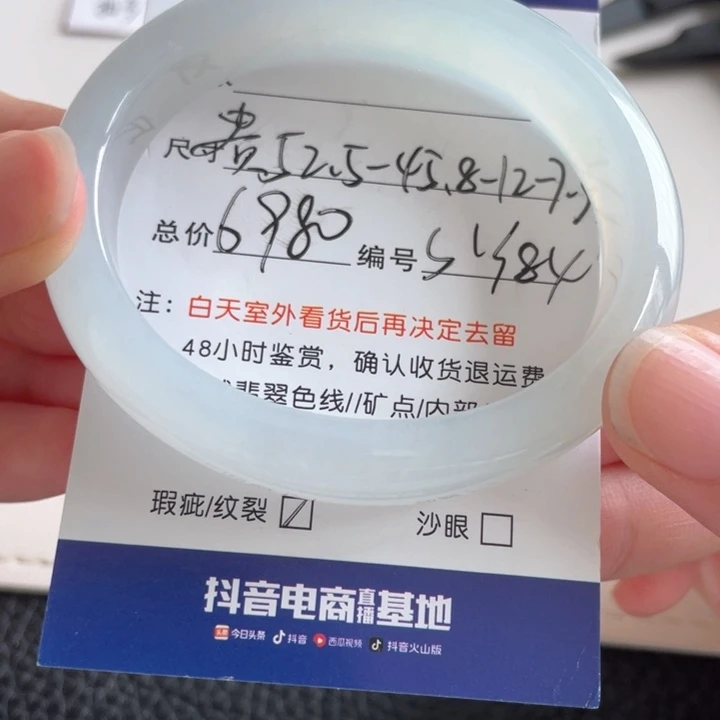 尺寸 贵妃 52.5-45.8-12-7.
总价 6980 编号
注：白天室外看货后再决定去留
48小时鉴赏，确认收货退运费
翡翠色线//矿点/内部
瑕疵/纹裂 沙眼
抖音电商直播基地
今日头条 抖音 西瓜视频 抖音火山版